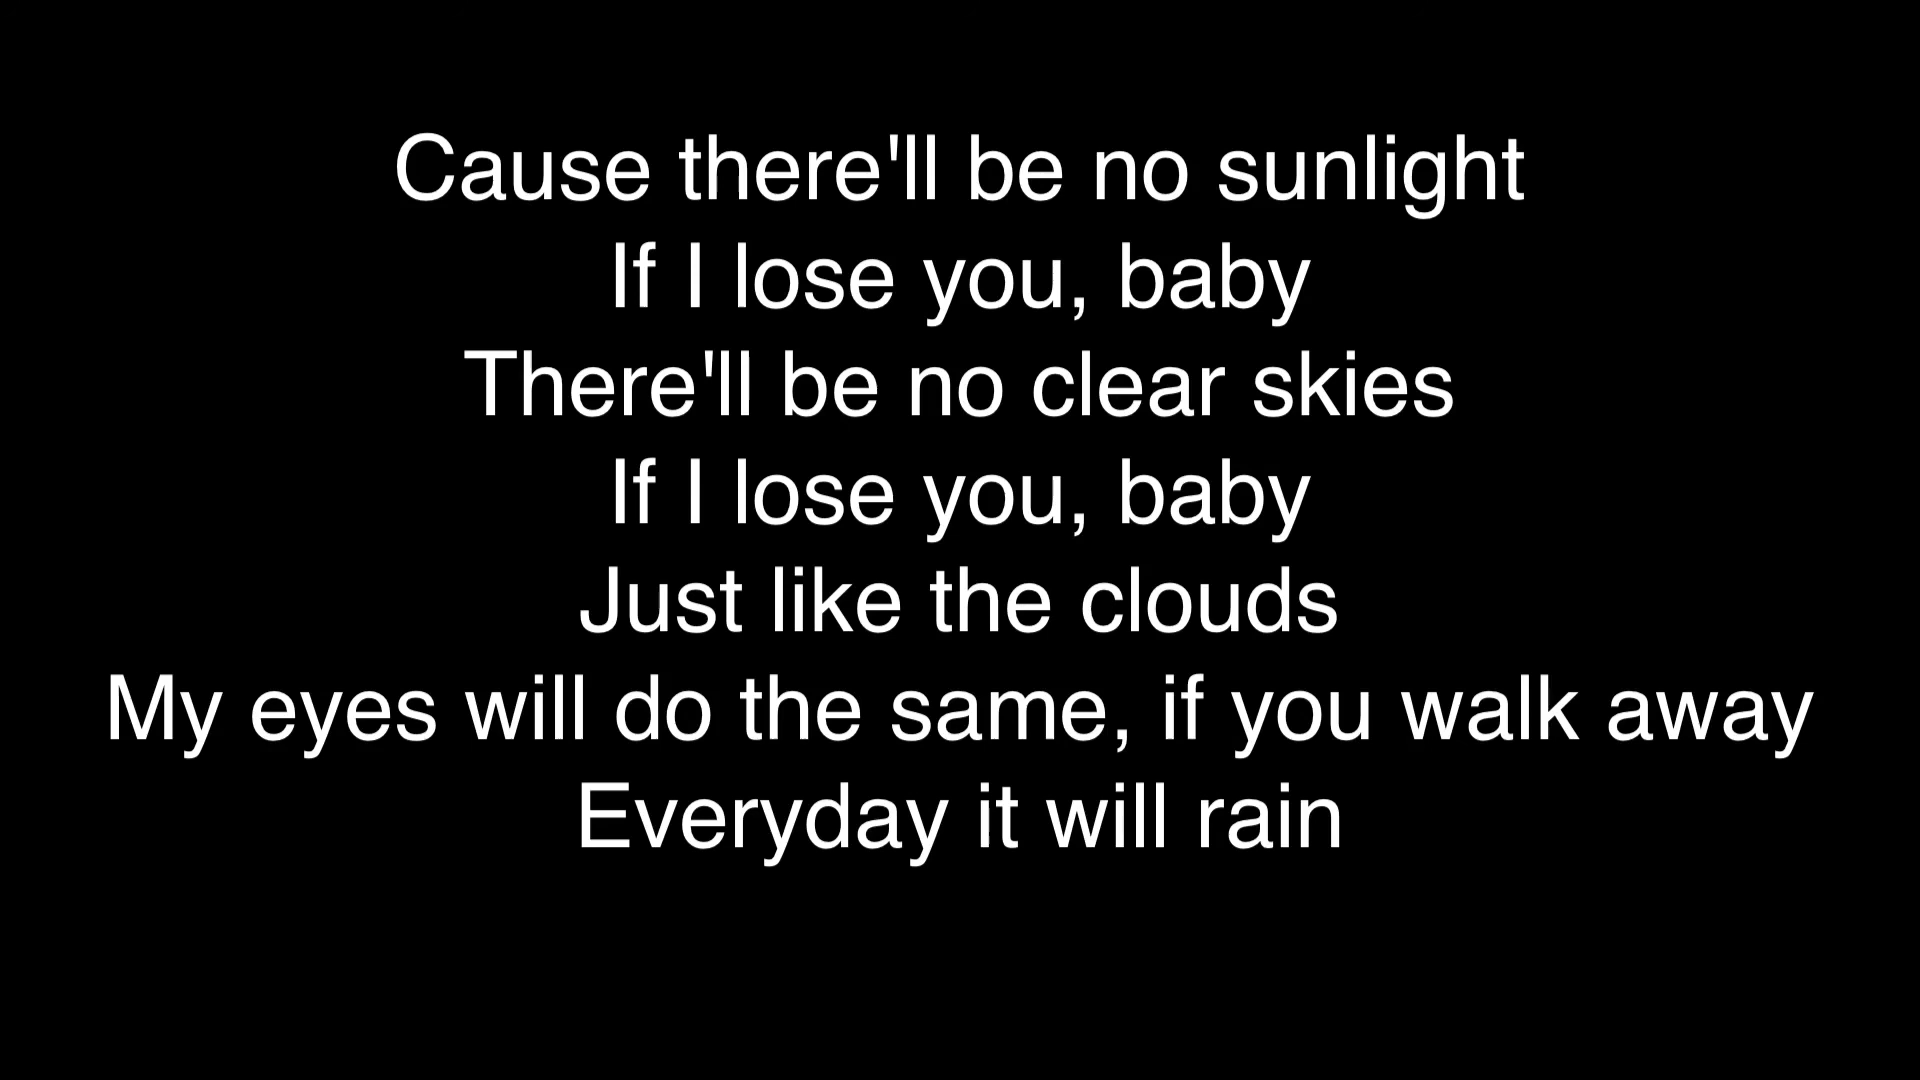 Cause there'll be no sunlight
If I lose you, baby
There'll be no clear skies
If I lose you, baby
Just like the clouds
My eyes will do the same, if you walk away
Everyday it will rain